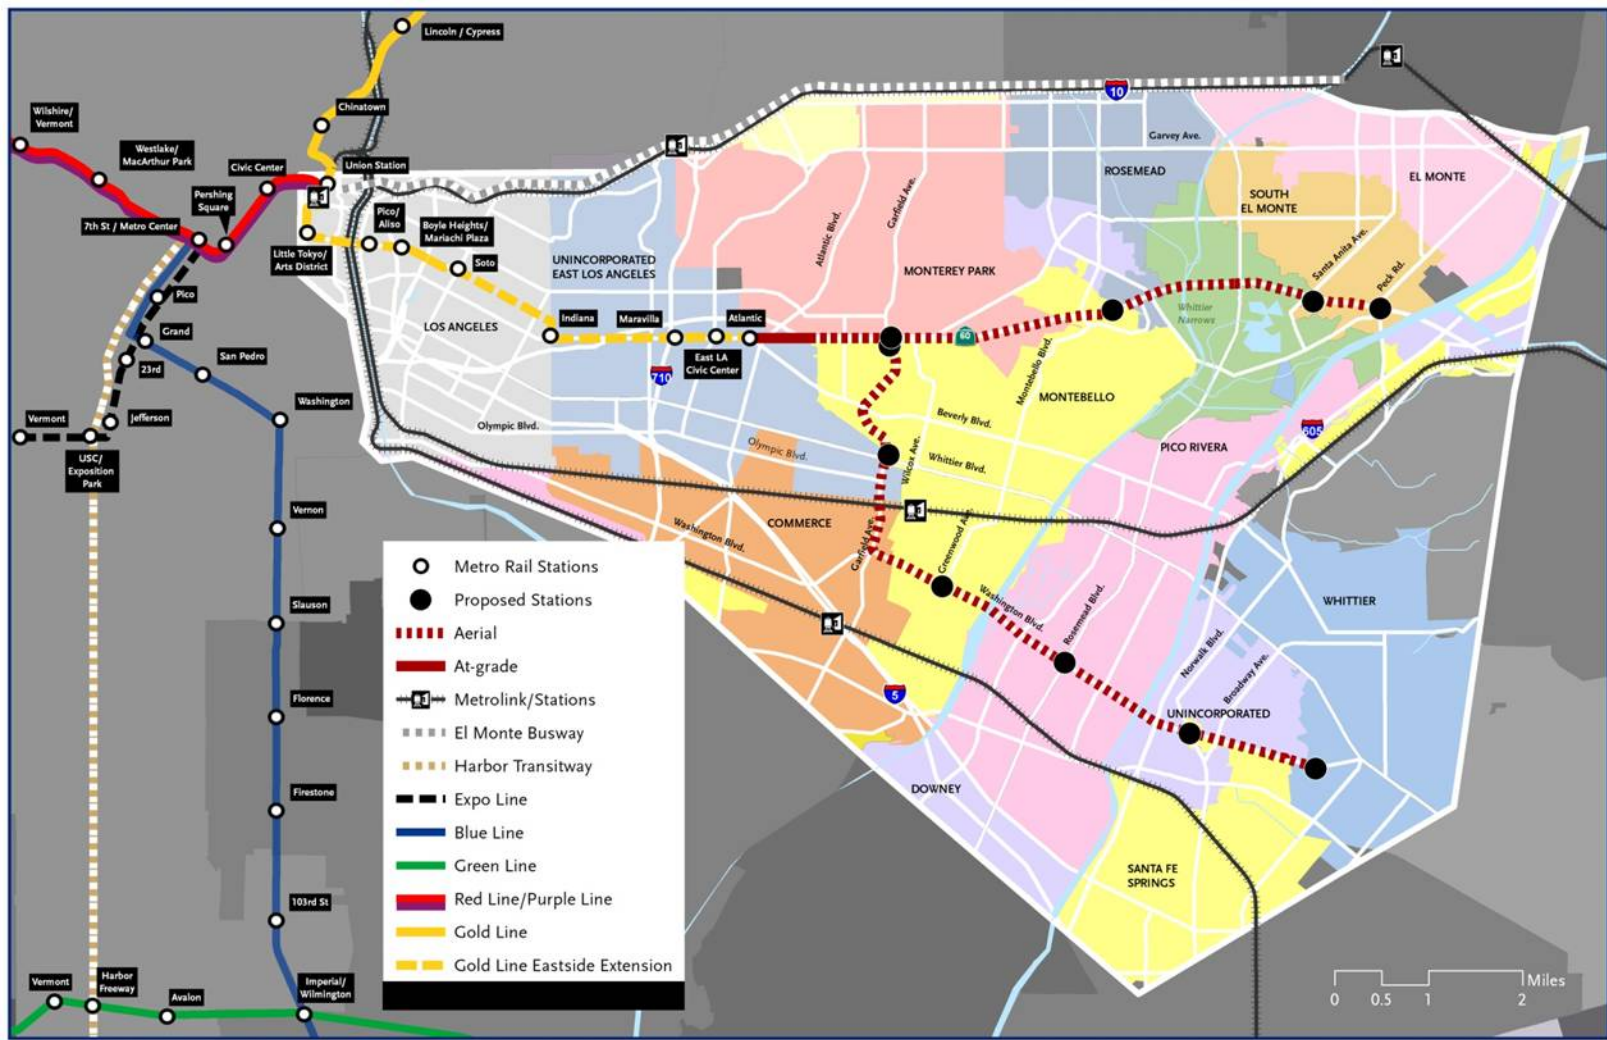 Lincoln / Cypress
Chinatown
Wilshire/
Vermont
Westlake/
MacArthur Park
Civic Center
Union Station
Pershing
Square
7th St / Metro Center
Pico/
Aliso
Boyle Heights/
Mariachi Plaza
Little Tokyo/
Arts District
Soto
Pico
Grand
23rd
San Pedro
Indiana
Maravilla
Atlantic
East LA
Civic Center
Washington
Vermont
Jefferson
USC/
Exposition
Park
Vernon
Slauson
Florence
Firestone
103rd St
Vermont
Harbor
Freeway
Avalon
Imperial/
Wilmington
10
Garvey Ave.
ROSEMEAD
EL MONTE
SOUTH
EL MONTE
UNINCORPORATED
EAST LOS ANGELES
Atlantic Blvd.
Garfield Ave.
MONTEREY PARK
Santa Anita Ave.
Peck Rd.
Whittier
Narrows
LOS ANGELES
60
710
Montebello Blvd.
MONTEBELLO
Beverly Blvd.
Olympic Blvd.
Olympic Blvd.
Wilcox Ave.
Whittier Blvd.
PICO RIVERA
605
COMMERCE
Washington Blvd.
Garfield Ave.
Greenwood Ave.
Washington Blvd.
Rosemead Blvd.
WHITTIER
Norwalk Blvd.
Broadway Ave.
UNINCORPORATED
5
DOWNEY
SANTA FE
SPRINGS
Metro Rail Stations
Proposed Stations
Aerial
At-grade
Metrolink/Stations
El Monte Busway
Harbor Transitway
Expo Line
Blue Line
Green Line
Red Line/Purple Line
Gold Line
Gold Line Eastside Extension
Miles
0 0.5 1 2